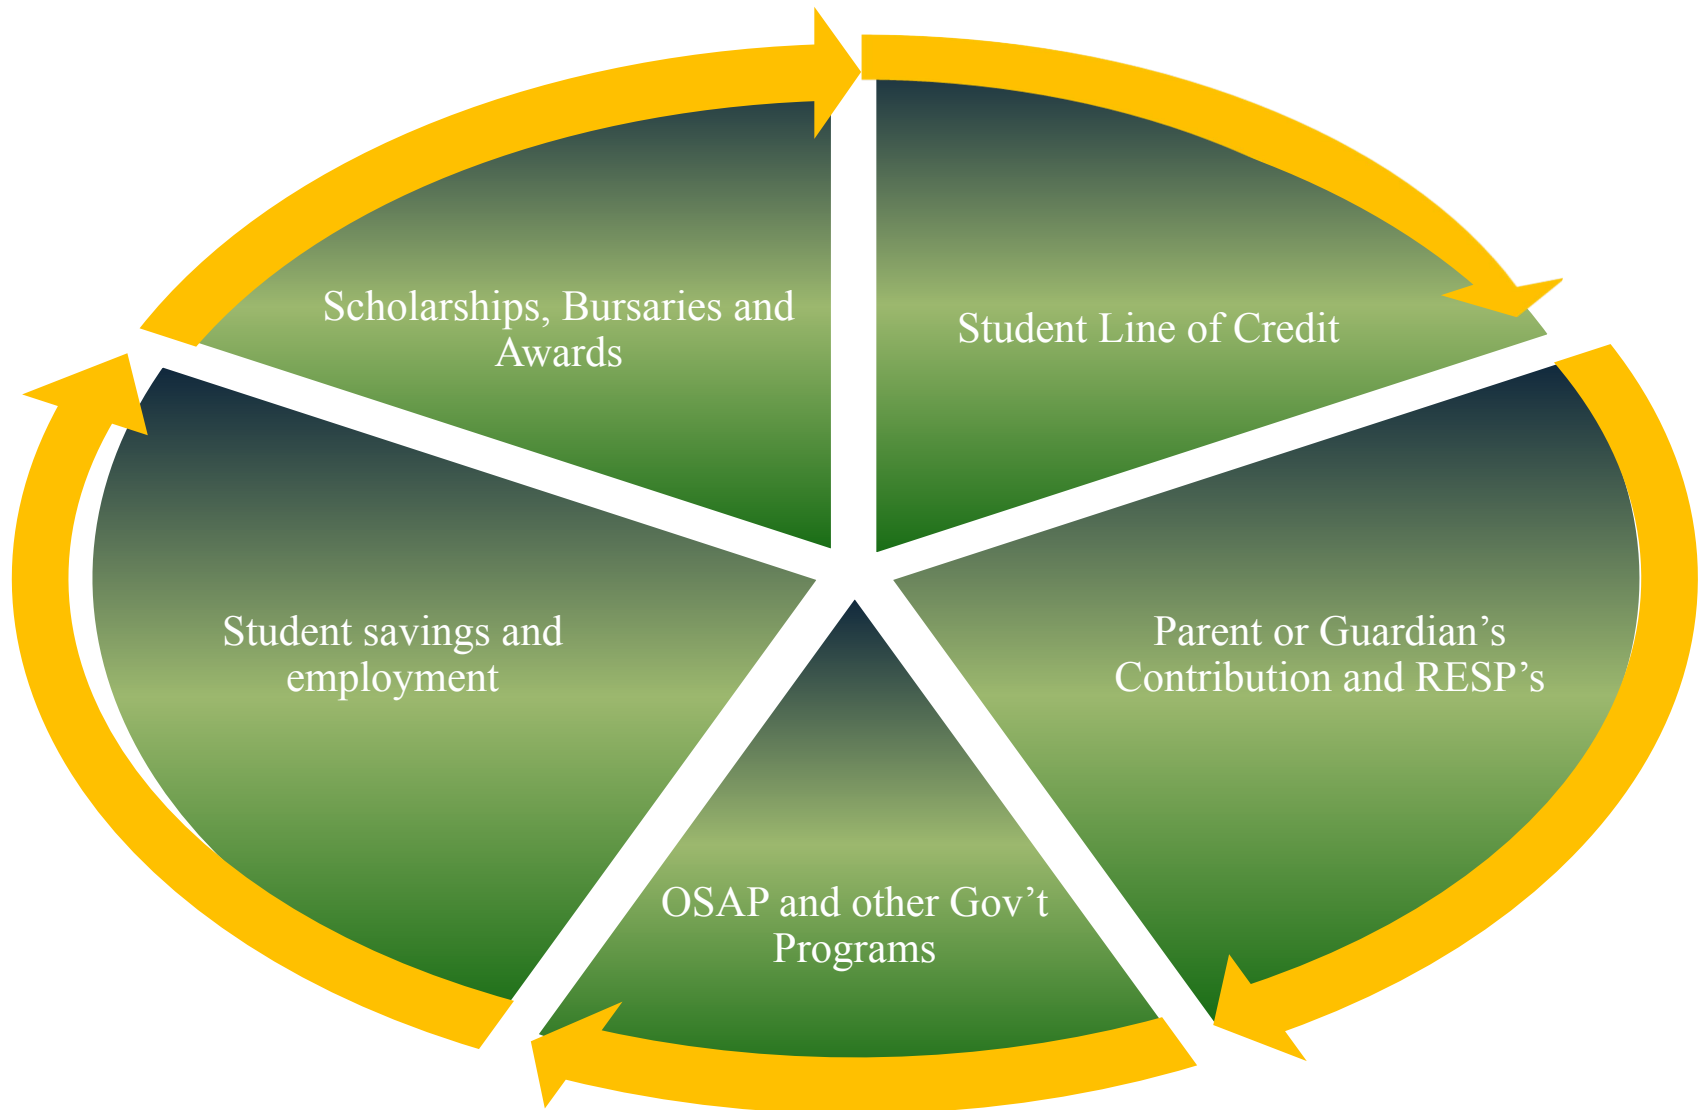 Scholarships, Bursaries and
Awards
Student Line of Credit
Student savings and
employment
Parent or Guardian’s
Contribution and RESP’s
OSAP and other Gov’t
Programs